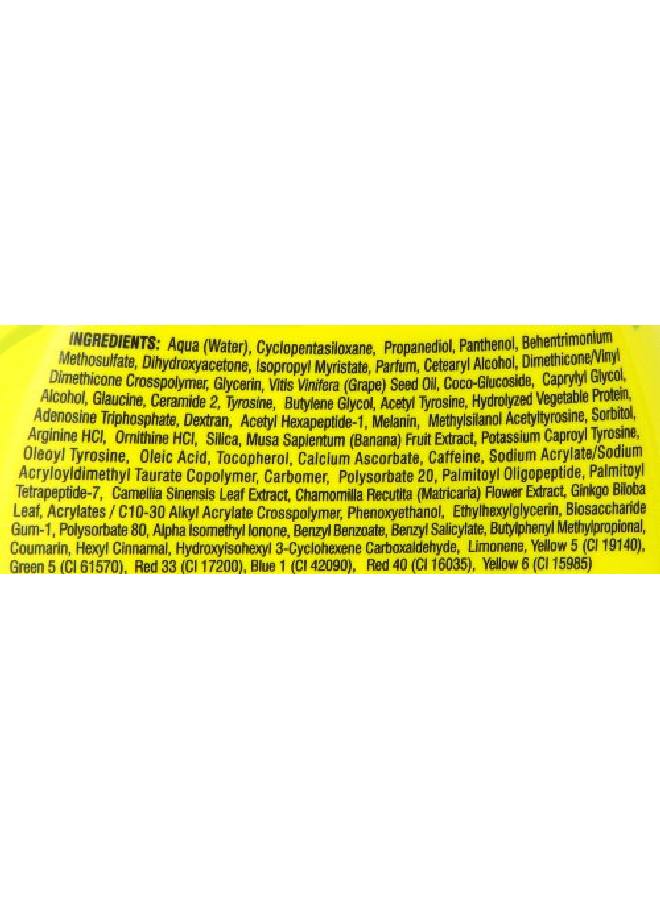 INGREDIENTS: Aqua (Water), Cyclopentasiloxane, Propanediol, Panthenol, Behentrimonium
Methosulfate, Dihydroxyacetone, Isopropyl Myristate, Parfum, Cetearyl Alcohol, Dimethicone/Vinyl
Dimethicone Crosspolymer, Glycerin, Vitis Vinifera (Grape) Seed Oil, Coco-Glucoside, Caprylyl Glycol,
Alcohol, Glaucine, Ceramide 2, Tyrosine, Butylene Glycol, Acetyl Tyrosine, Hydrolyzed Vegetable Protein,
Adenosine Triphosphate, Dextran, Acetyl Hexapeptide-1, Melanin, Methylsilanol Acetyltyrosine, Sorbitol,
Arginine HCl, Ornithine HCl, Silica, Musa Sapientum (Banana) Fruit Extract, Potassium Caproyl Tyrosine,
Oleoyl Tyrosine, Oleic Acid, Tocopherol, Calcium Ascorbate, Caffeine, Sodium Acrylate/Sodium
Acryloyldimethyl Taurate Copolymer, Carbomer, Polysorbate 20, Palmitoyl Oligopeptide, Palmitoyl
Tetrapeptide-7, Camellia Sinensis Leaf Extract, Chamomilla Recutita (Matricaria) Flower Extract, Ginkgo Biloba
Leaf, Acrylates / C10-30 Alkyl Acrylate Crosspolymer, Phenoxyethanol, Ethylhexylglycerin, Biosaccharide
Gum-1, Polysorbate 80, Alpha Isomethyl Ionone, Benzyl Benzoate, Benzyl Salicylate, Butylphenyl Methylpropional,
Coumarin, Hexyl Cinnamal, Hydroxyisohexyl 3-Cyclohexene Carboxaldehyde, Limonene, Yellow 5 (CI 19140),
Green 5 (CI 61570), Red 33 (CI 17200), Blue 1 (CI 42090), Red 40 (CI 16035), Yellow 6 (CI 15985)